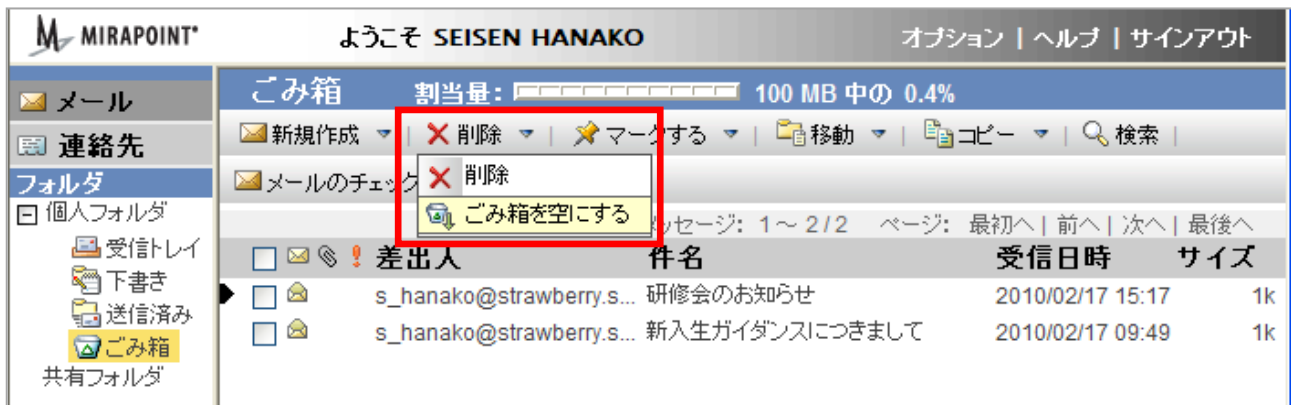 MIRAPOINT ようこそ SEISEN HANAKO オプション | ヘルプ | サインアウト
メール
連絡先
フォルダ
個人フォルダ
受信トレイ
下書き
送信済み
ごみ箱
共有フォルダ
ごみ箱 割当量: 100 MB 中の 0.4%
新規作成 | 削除 | マークする | 移動 | コピー | 検索 |
メールのチェック
削除
ごみ箱を空にする
ッセージ: 1～2/2 ページ: 最初へ | 前へ | 次へ | 最後へ
差出人 件名 受信日時 サイズ
s_hanako@strawberry.s... 研修会のお知らせ 2010/02/17 15:17 1k
s_hanako@strawberry.s... 新入生ガイダンスにつきまして 2010/02/17 09:49 1k